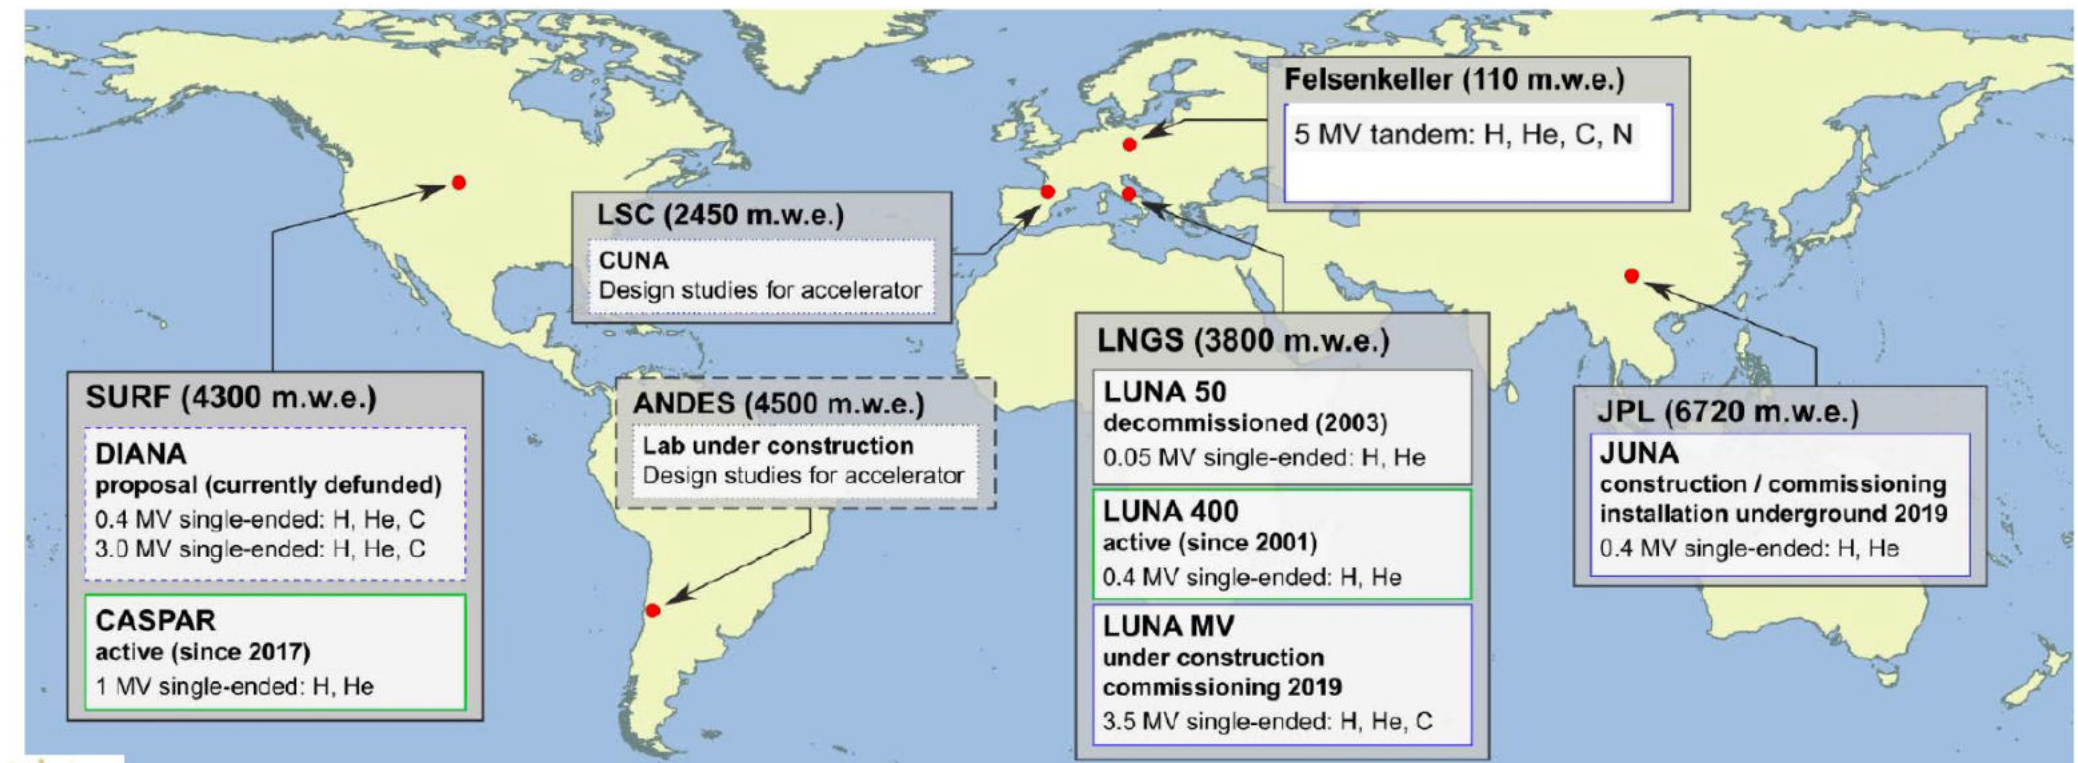 Felsenkeller (110 m.w.e.)
5 MV tandem: H, He, C, N
LSC (2450 m.w.e.)
CUNA
Design studies for accelerator
LNGS (3800 m.w.e.)
LUNA 50
decommissioned (2003)
0.05 MV single-ended: H, He
LUNA 400
active (since 2001)
0.4 MV single-ended: H, He
LUNA MV
under construction
commissioning 2019
3.5 MV single-ended: H, He, C
SURF (4300 m.w.e.)
DIANA
proposal (currently defunded)
0.4 MV single-ended: H, He, C
3.0 MV single-ended: H, He, C
CASPAR
active (since 2017)
1 MV single-ended: H, He
ANDES (4500 m.w.e.)
Lab under construction
Design studies for accelerator
JPL (6720 m.w.e.)
JUNA
construction / commissioning
installation underground 2019
0.4 MV single-ended: H, He